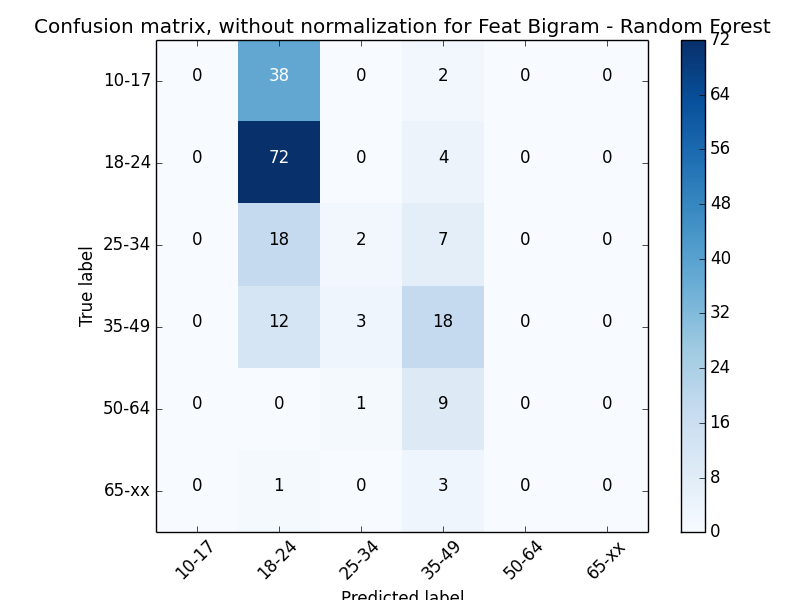 Confusion matrix, without normalization for Feat Bigram - Random Forest
10-17 0 38 0 2 0 0
18-24 0 72 0 4 0 0
25-34 0 18 2 7 0 0
35-49 0 12 3 18 0 0
50-64 0 0 1 9 0 0
65-xx 0 1 0 3 0 0
10-17 18-24 25-34 35-49 50-64 65-xx
Predicted label
True label
72
64
56
48
40
32
24
16
8
0